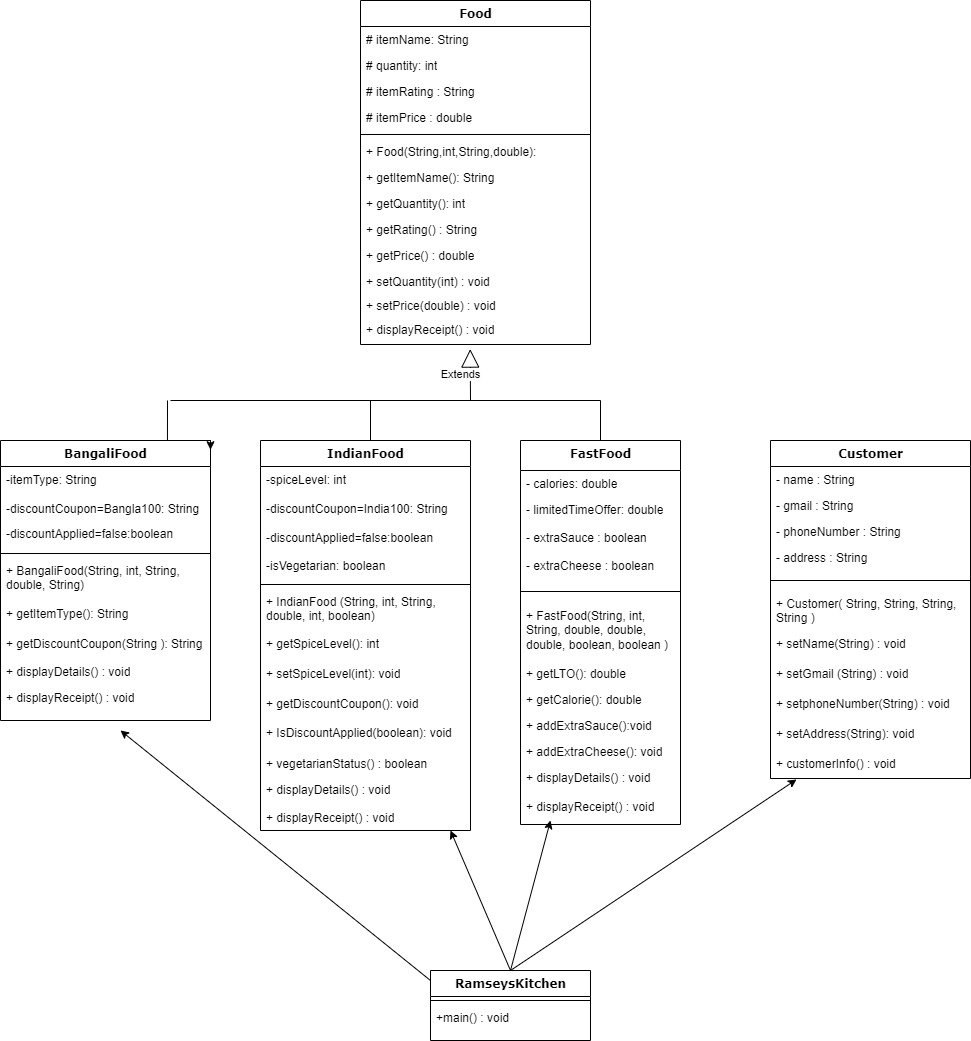 Food
# itemName: String
# quantity: int
# itemRating : String
# itemPrice : double
+ Food(String,int,String,double):
+ getItemName(): String
+ getQuantity(): int
+ getRating() : String
+ getPrice() : double
+ setQuantity(int) : void
+ setPrice(double) : void
+ displayReceipt() : void
Extends
BangaliFood
-itemType: String
-discountCoupon=Bangla100: String
-discountApplied=false:boolean
+ BangaliFood(String, int, String,
double, String)
+ getItemType(): String
+ getDiscountCoupon(String ): String
+ displayDetails() : void
+ displayReceipt() : void
IndianFood
-spiceLevel: int
-discountCoupon=India100: String
-discountApplied=false:boolean
-isVegetarian: boolean
+ IndianFood (String, int, String,
double, int, boolean)
+ getSpiceLevel(): int
+ setSpiceLevel(int): void
+ getDiscountCoupon(): void
+ IsDiscountApplied(boolean): void
+ vegetarianStatus() : boolean
+ displayDetails() : void
+ displayReceipt() : void
FastFood
- calories: double
- limitedTimeOffer: double
- extraSauce : boolean
- extraCheese : boolean
+ FastFood(String, int,
String, double, double,
double, boolean, boolean )
+ getLTO(): double
+ getCalorie(): double
+ addExtraSauce():void
+ addExtraCheese(): void
+ displayDetails() : void
+ displayReceipt() : void
Customer
- name : String
- gmail : String
- phoneNumber : String
- address : String
+ Customer( String, String, String,
String )
+ setName(String) : void
+ setGmail (String) : void
+ setphoneNumber(String) : void
+ setAddress(String): void
+ customerInfo() : void
RamseysKitchen
+main() : void